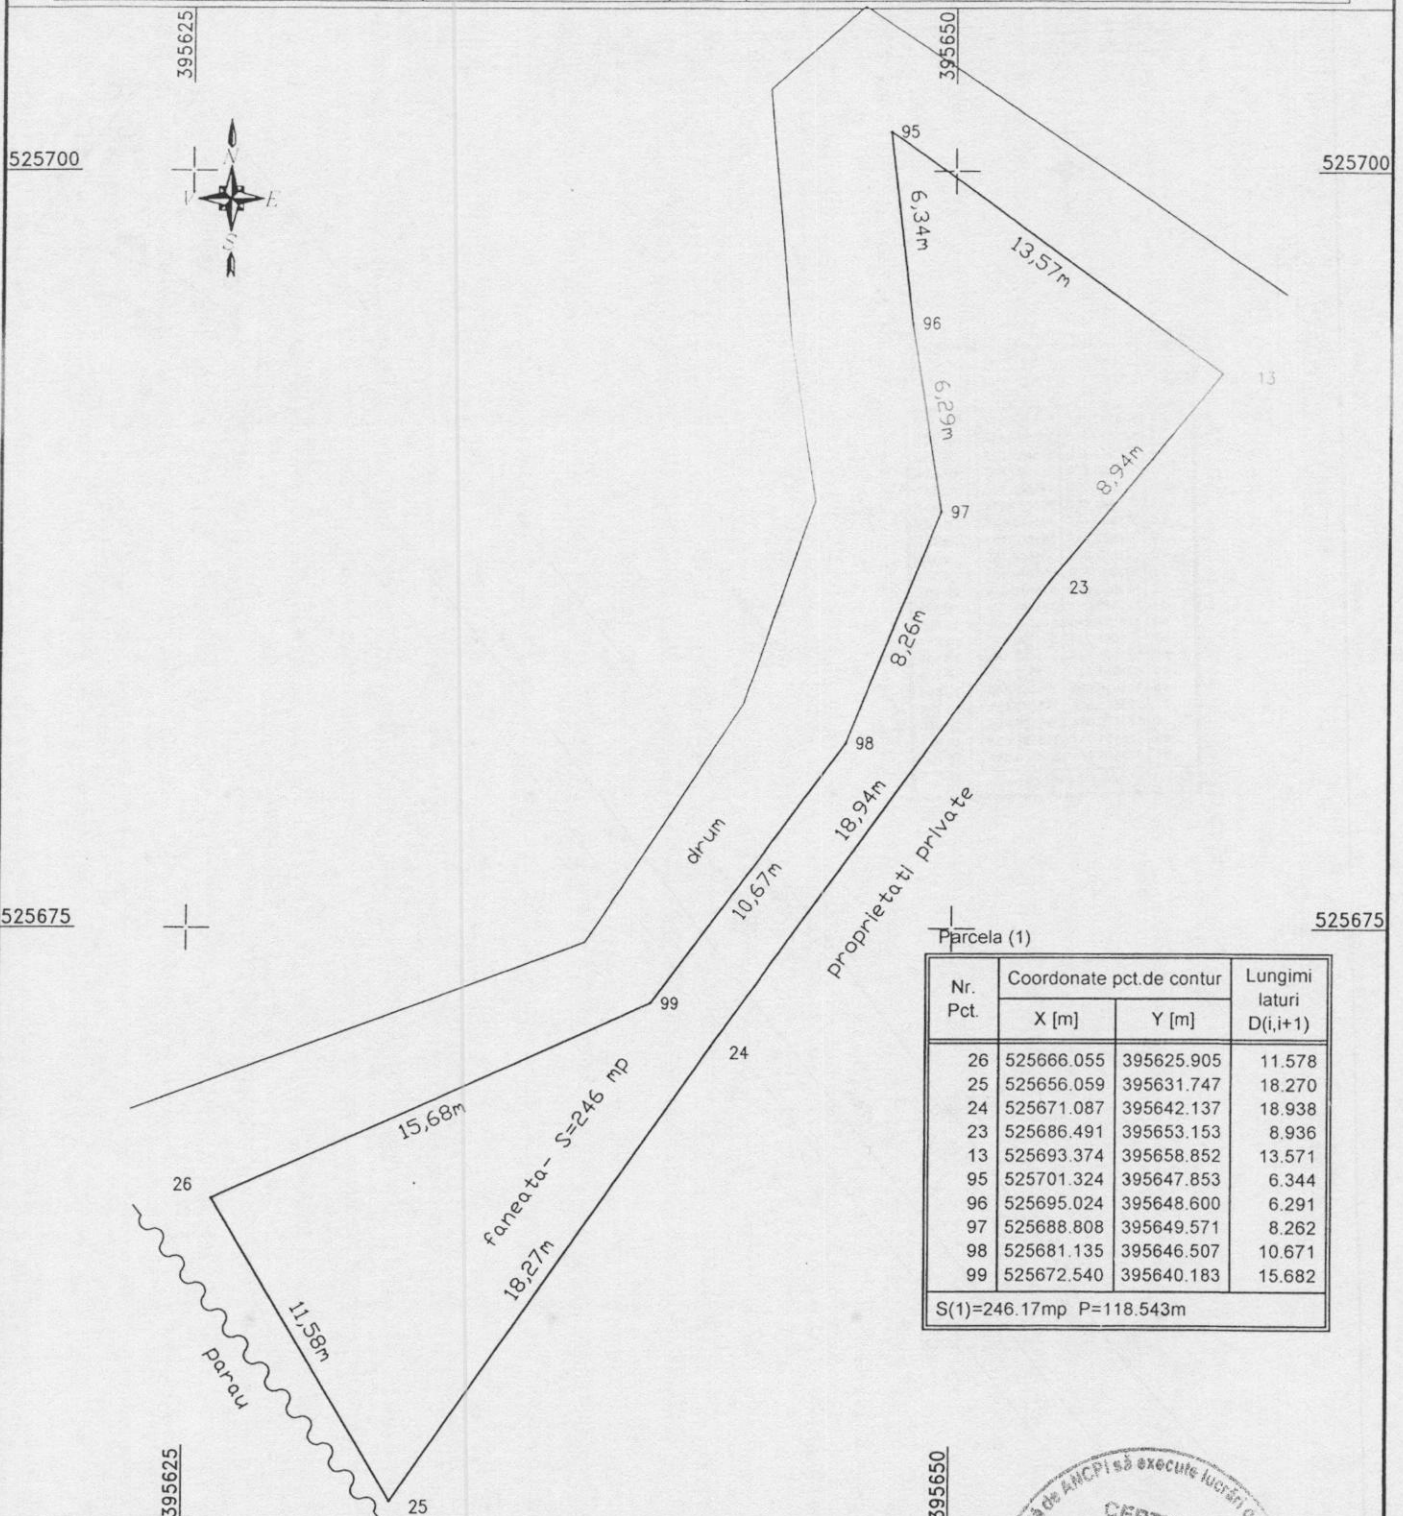 395625
395650
525700
525700
N
V E
S
95
6,34m
13,57m
96
13
6,29m
8,94m
97
23
8,26m
98
18,94m
drum
proprietati private
10,67m
525675
525675
Parcela (1)
Nr. Pct. Coordonate pct.de contur Lungimi laturi D(i,i+1)
X [m] Y [m]
26 525666.055 395625.905 11.578
25 525656.059 395631.747 18.270
24 525671.087 395642.137 18.938
23 525686.491 395653.153 8.936
13 525693.374 395658.852 13.571
95 525701.324 395647.853 6.344
96 525695.024 395648.600 6.291
97 525688.808 395649.571 8.262
98 525681.135 395646.507 10.671
99 525672.540 395640.183 15.682
S(1)=246.17mp P=118.543m
99
24
15,68m
faneata- S=246 mp
26
18,27m
11,58m
parau
25
395625
395650
de ANCPI să execute lucrări